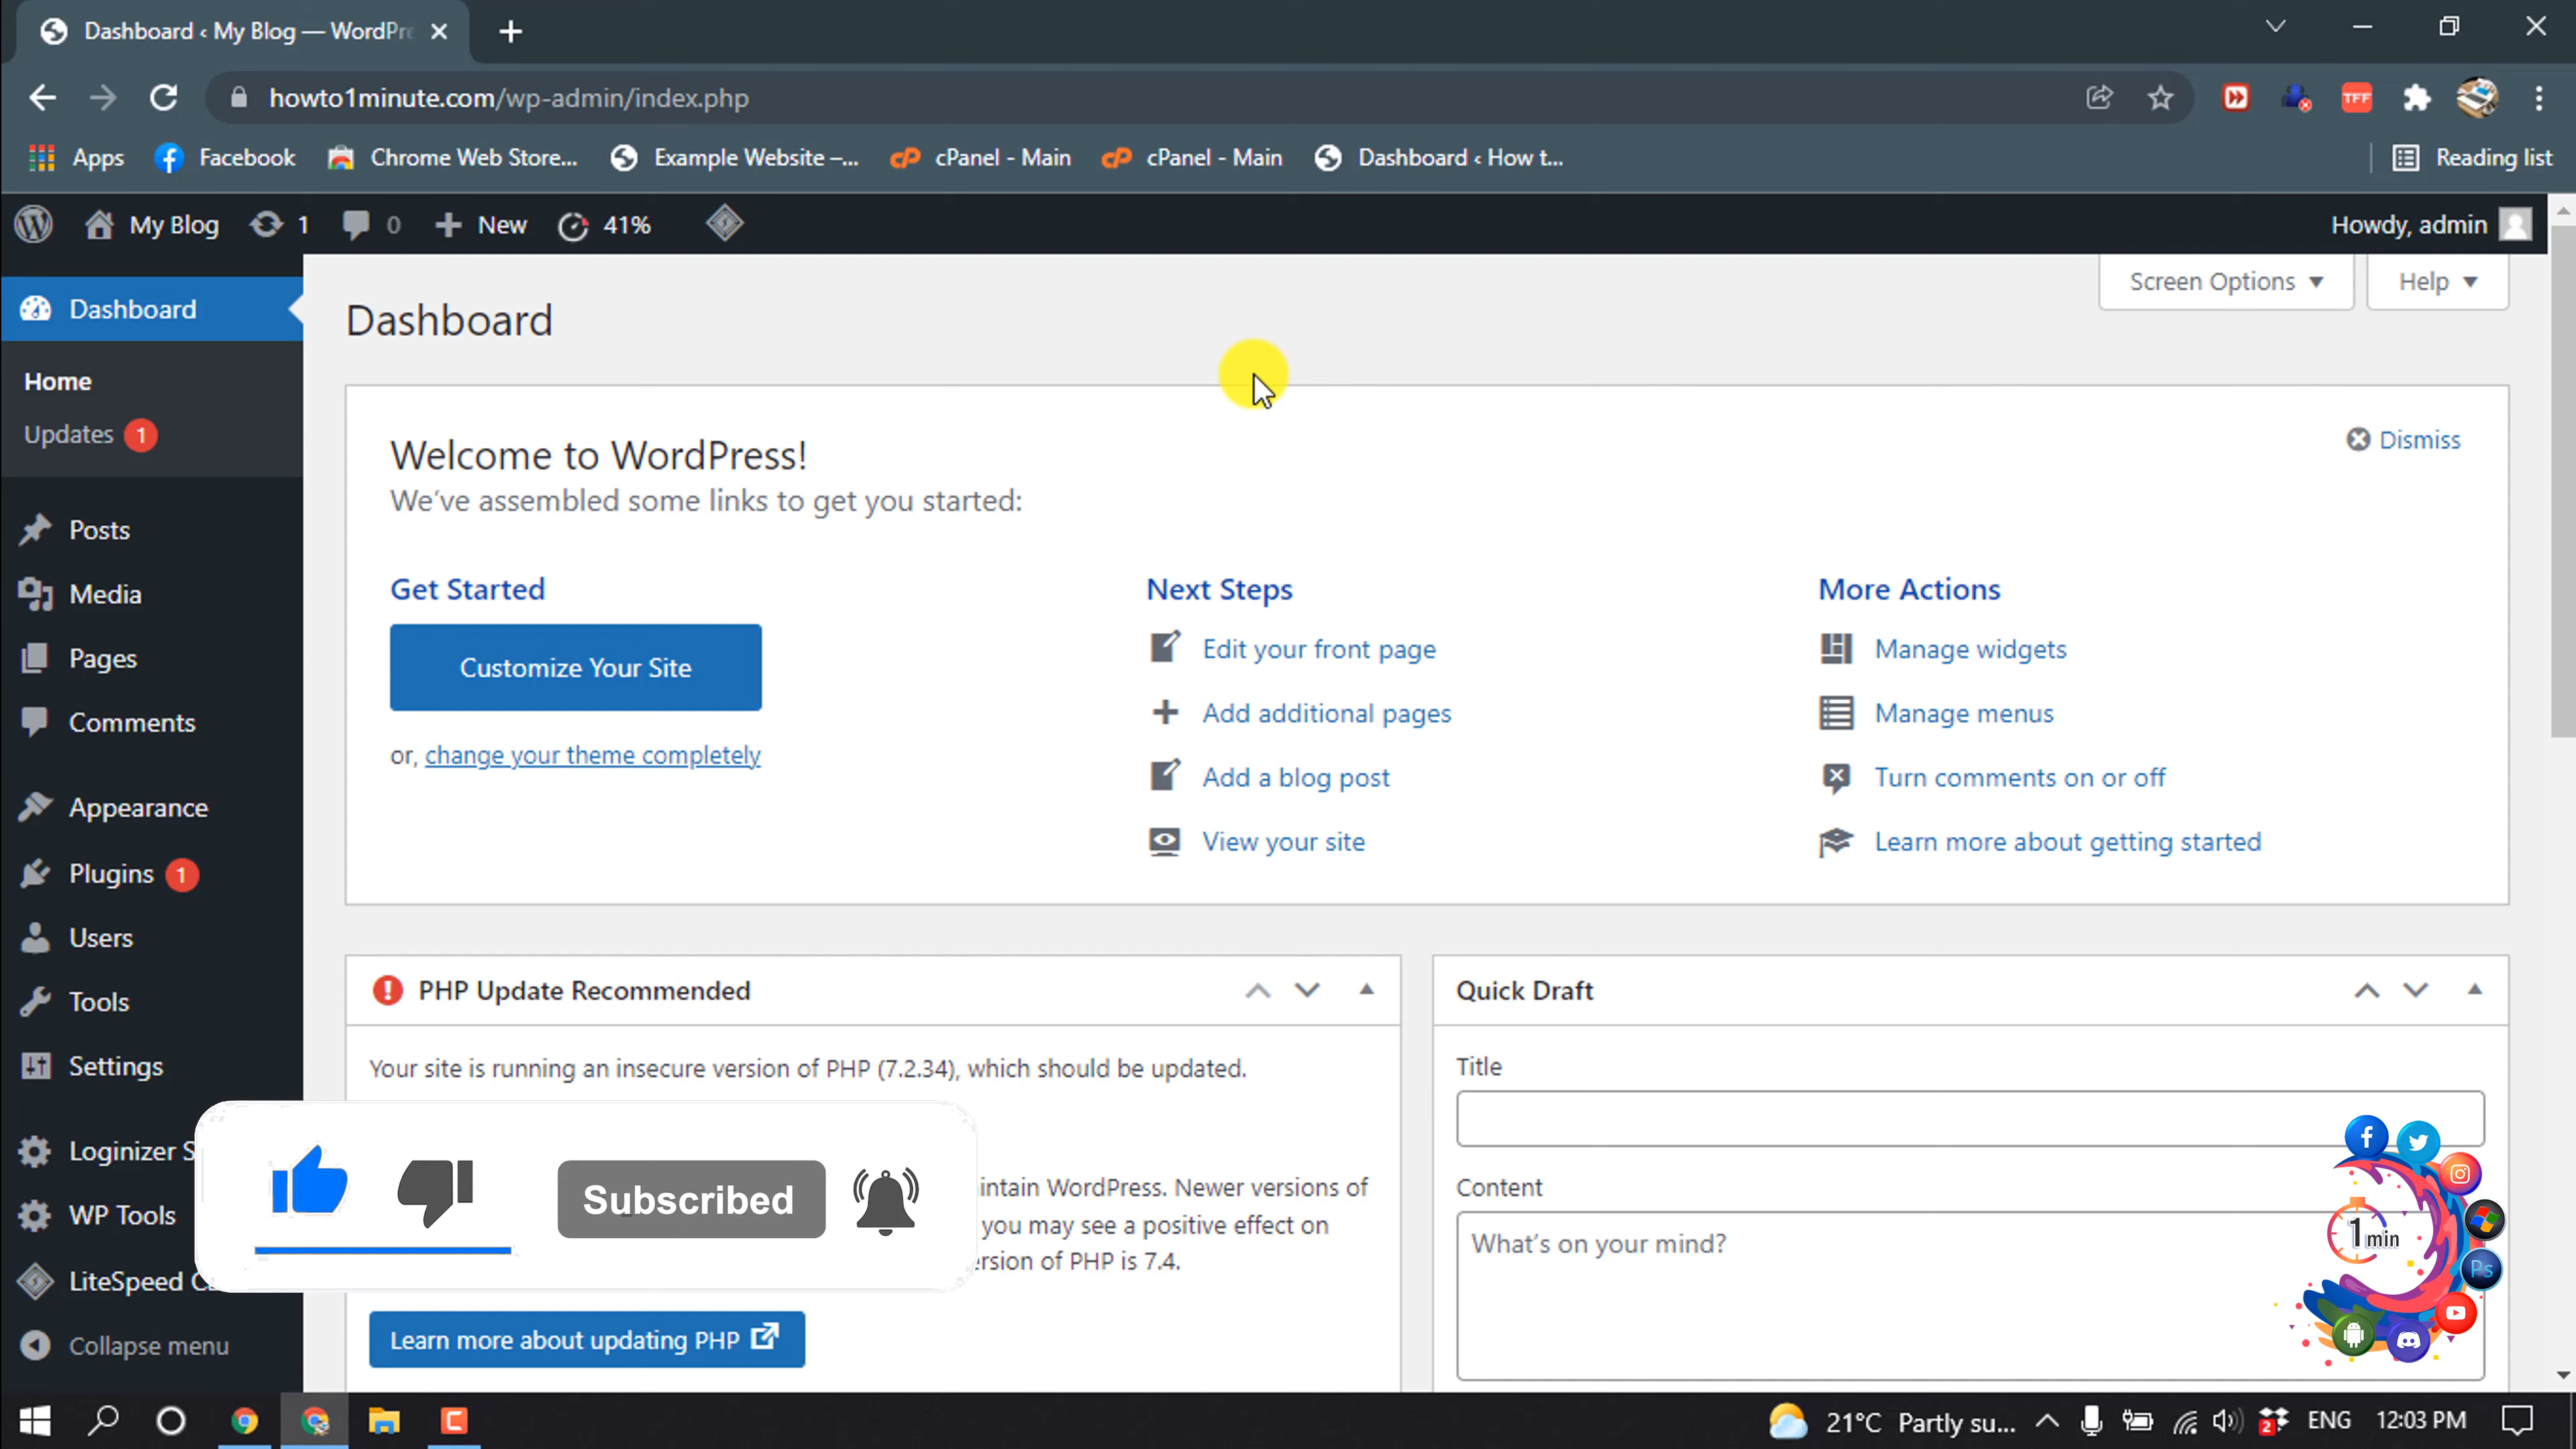 Dashboard ‹ My Blog — WordPre
howto1minute.com/wp-admin/index.php
TFF
Apps
Facebook
Chrome Web Store...
Example Website –...
cPanel - Main
cPanel - Main
Dashboard ‹ How t...
Reading list
My Blog
1
0
New
41%
Howdy, admin
Screen Options
Help
Dashboard
Home
Updates 1
Posts
Media
Pages
Comments
Appearance
Plugins 1
Users
Tools
Settings
Loginizer S
WP Tools
LiteSpeed Ca
Collapse menu
Dashboard
Welcome to WordPress!
We've assembled some links to get you started:
Dismiss
Get Started
Customize Your Site
or, change your theme completely
Next Steps
Edit your front page
Add additional pages
Add a blog post
View your site
More Actions
Manage widgets
Manage menus
Turn comments on or off
Learn more about getting started
PHP Update Recommended
Your site is running an insecure version of PHP (7.2.34), which should be updated.
intain WordPress. Newer versions of
you may see a positive effect on
ersion of PHP is 7.4.
Learn more about updating PHP
Subscribed
Quick Draft
Title
Content
What's on your mind?
1 min
Ps
21°C Partly su...
2
ENG
12:03 PM